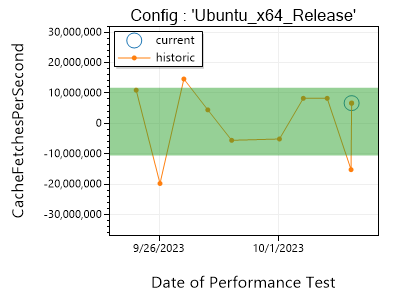 Config : 'Ubuntu_x64_Release'
current
historic
CacheFetchesPerSecond
30,000,000
20,000,000
10,000,000
0
-10,000,000
-20,000,000
-30,000,000
9/26/2023
10/1/2023
Date of Performance Test